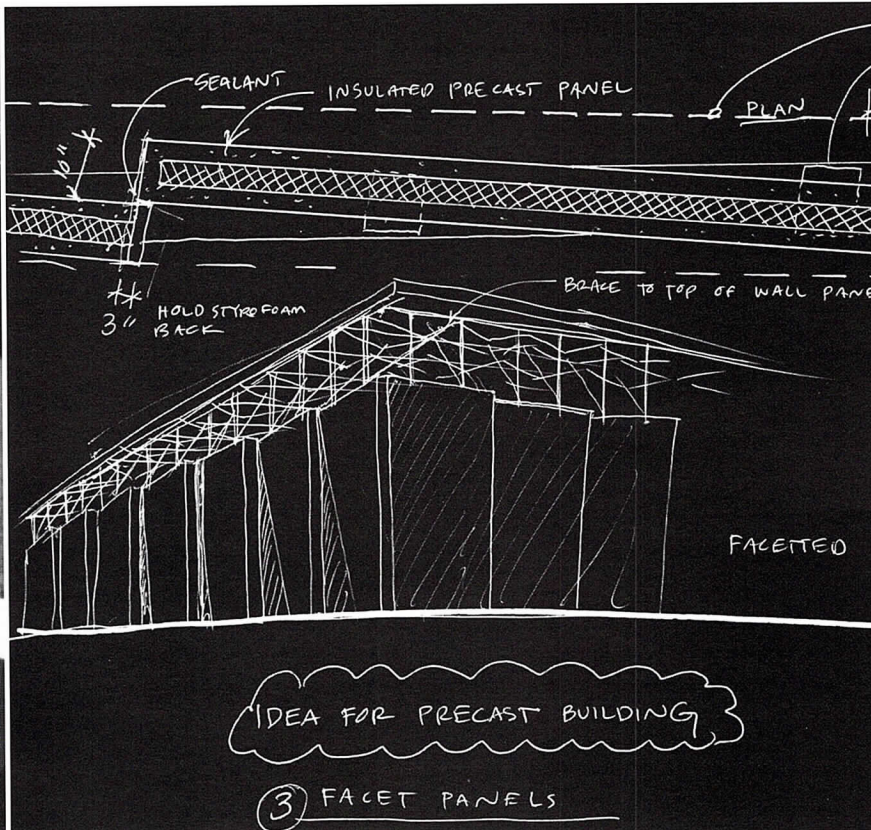 SEALANT
INSULATED PRECAST PANEL
PLAN
10"
3" HOLD STYROFOAM
BACK
BRACE TO TOP OF WALL PANE
FACETTED
IDEA FOR PRECAST BUILDING
3 FACET PANELS